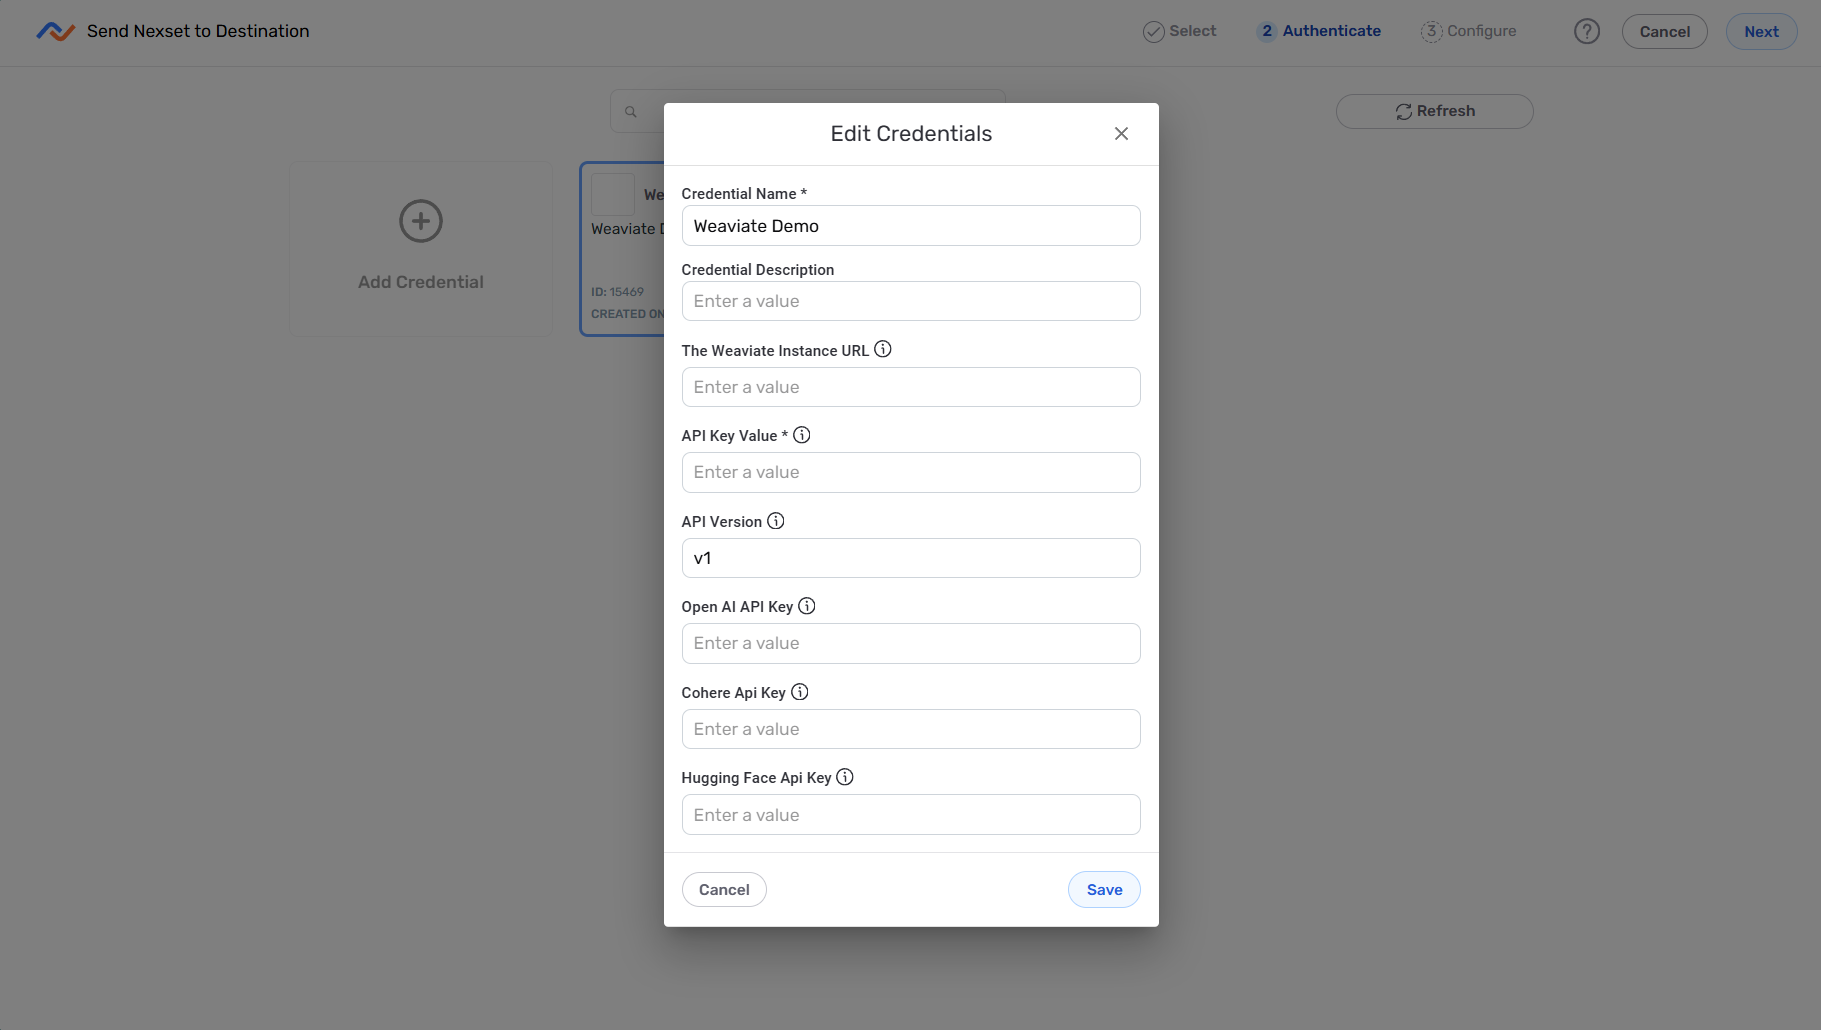 Send Nexset to Destination
Select
2 Authenticate
3 Configure
?
Cancel
Next
Refresh
Add Credential
We
Weaviate
ID: 15469
CREATED ON
Edit Credentials
Credential Name *
Weaviate Demo
Credential Description
Enter a value
The Weaviate Instance URL
Enter a value
API Key Value *
Enter a value
API Version
v1
Open AI API Key
Enter a value
Cohere Api Key
Enter a value
Hugging Face Api Key
Enter a value
Cancel
Save